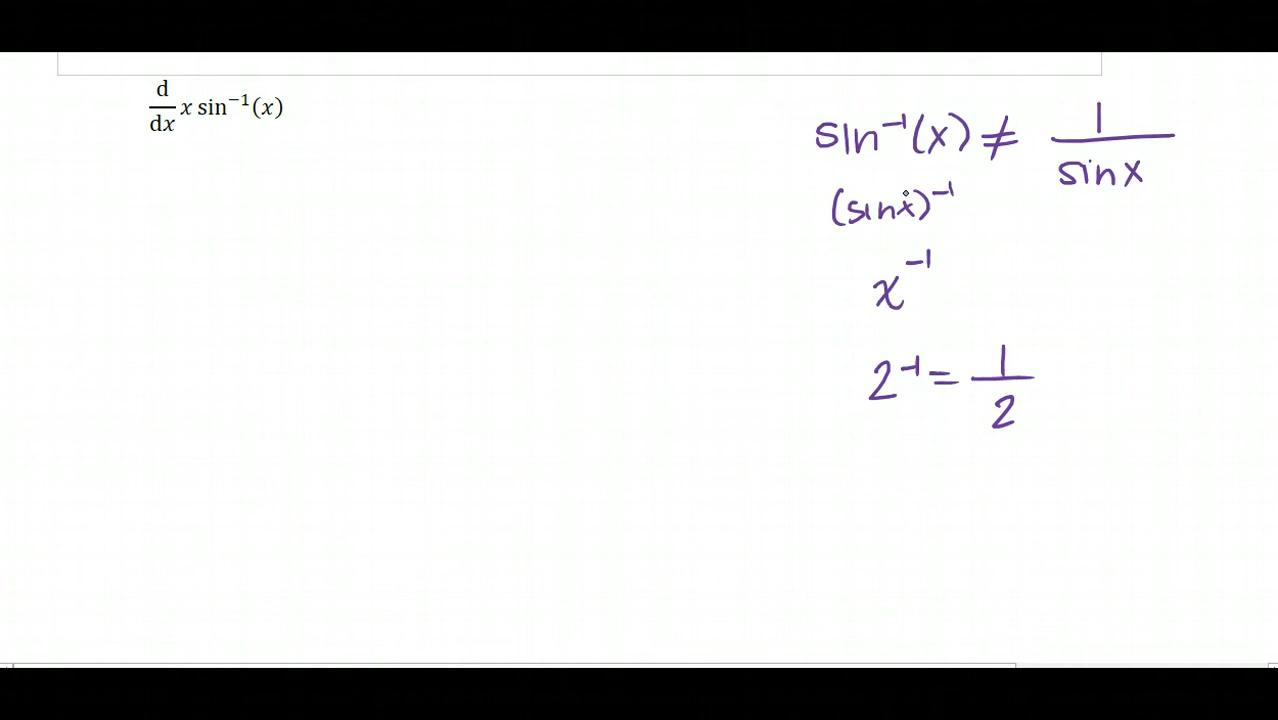 d/dx x sin⁻¹(x)
sin⁻¹(x) ≠ 1/sinx
(sinx)⁻¹
x⁻¹
2⁻¹ = 1/2